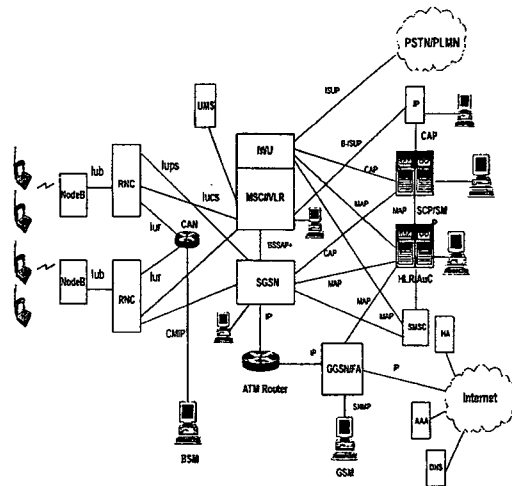 PSTN/PLMN
ISUP
UMS
IP
B-ISUP
IWU
CAP
CAP
Iub
Iups
RNC
NodeB
MSC/VLR
Iucs
MAP
MAP
SCP/SM
IP
Iur
CAN
BSSAP+
CAP
HLR/AuC
NodeB
Iub
RNC
Iur
SGSN
MAP
MAP
MAP
SMSC
HA
CMIP
IP
IP
IP
ATM Router
GGSN/FA
Internet
SNMP
AAA
BSM
GSM
DNS